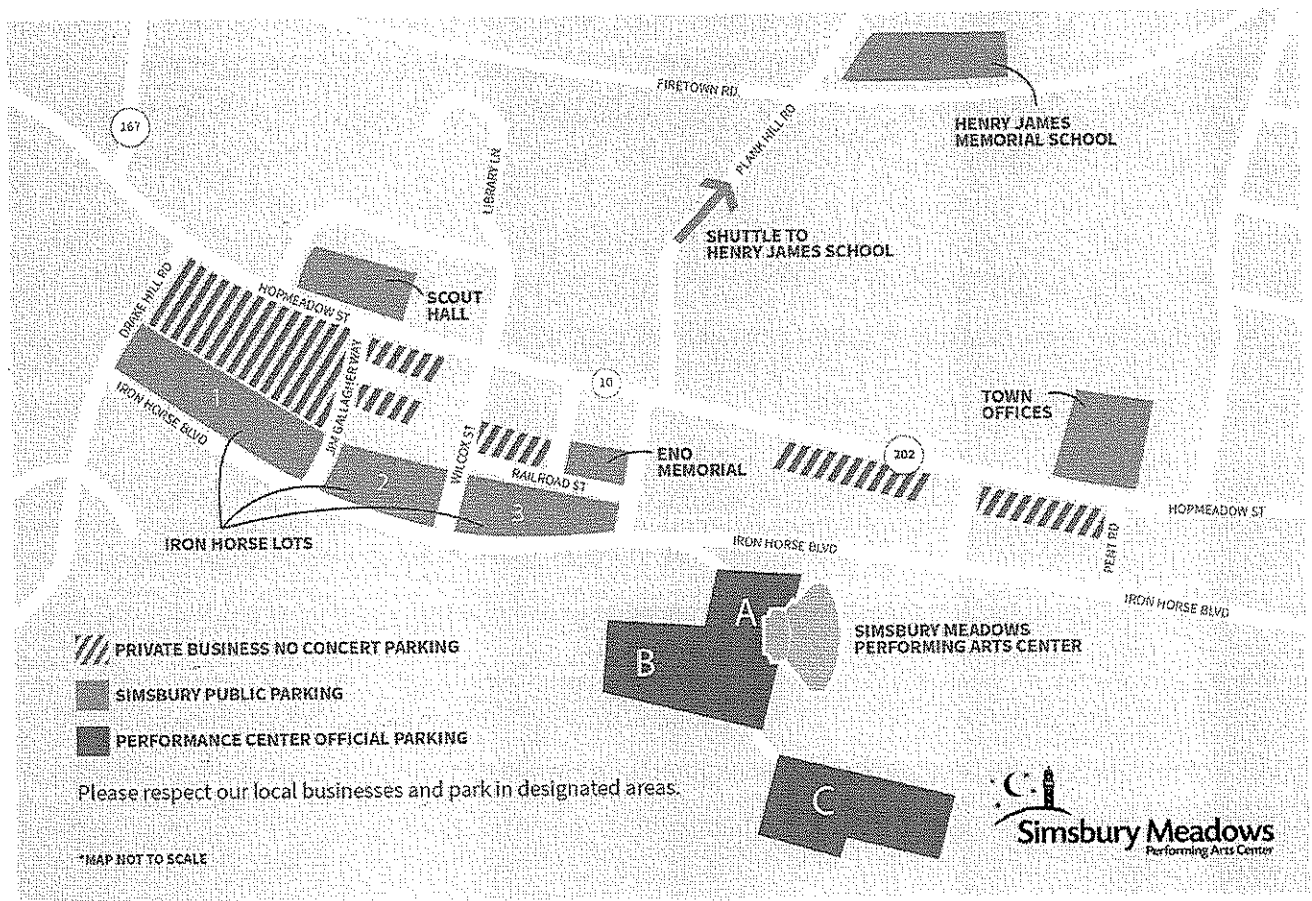 FIRETOWN RD.
167
PLANK HILL RD
HENRY JAMES
MEMORIAL SCHOOL
LIBRARY LN
SHUTTLE TO
HENRY JAMES SCHOOL
DRAKE HILL RD
HOPMEADOW ST
SCOUT
HALL
JIM GALLAGHER WAY
10
TOWN
OFFICES
1
IRON HORSE BLVD
WILCOX ST
ENO
MEMORIAL
202
2
RAILROAD ST
3
HOPMEADOW ST
IRON HORSE LOTS
IRON HORSE BLVD
PENT RD
IRON HORSE BLVD
A
B
SIMSBURY MEADOWS
PERFORMING ARTS CENTER
PRIVATE BUSINESS NO CONCERT PARKING
SIMSBURY PUBLIC PARKING
PERFORMANCE CENTER OFFICIAL PARKING
Please respect our local businesses and park in designated areas.
C
Simsbury Meadows
Performing Arts Center
*MAP NOT TO SCALE